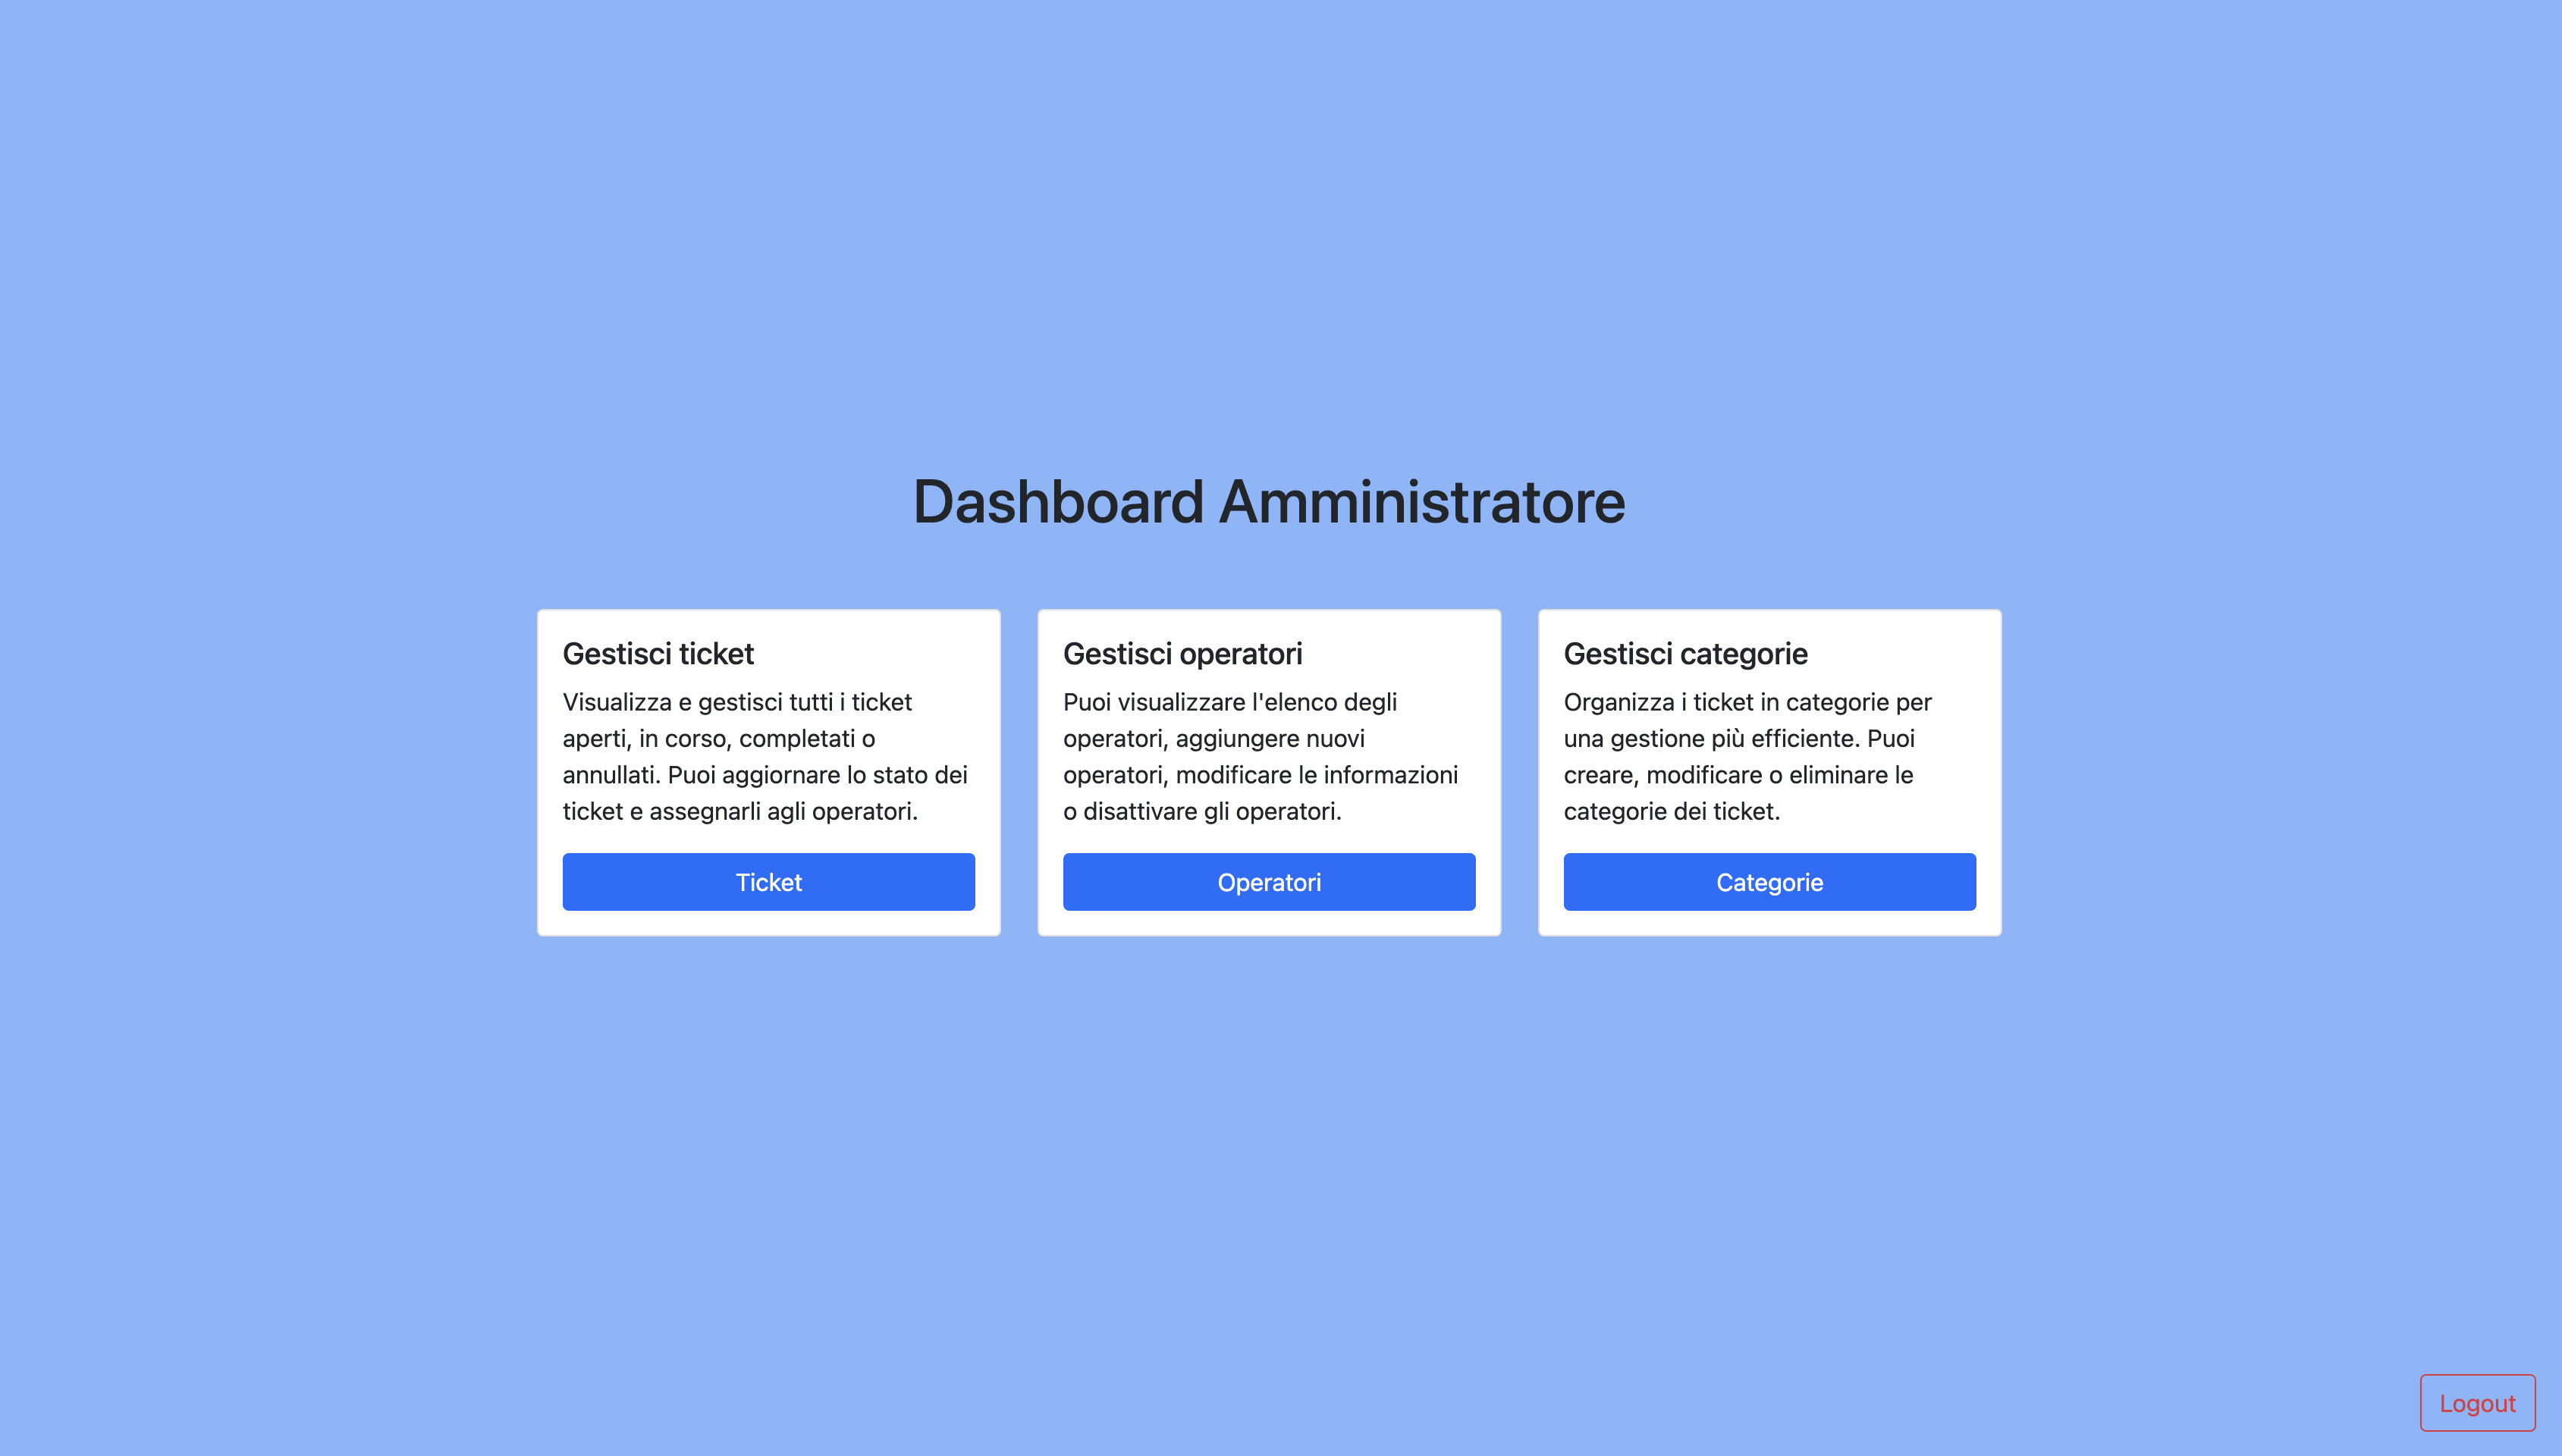 Dashboard Amministratore
Gestisci ticket
Visualizza e gestisci tutti i ticket
aperti, in corso, completati o
annullati. Puoi aggiornare lo stato dei
ticket e assegnarli agli operatori.
Ticket
Gestisci operatori
Puoi visualizzare l'elenco degli
operatori, aggiungere nuovi
operatori, modificare le informazioni
o disattivare gli operatori.
Operatori
Gestisci categorie
Organizza i ticket in categorie per
una gestione più efficiente. Puoi
creare, modificare o eliminare le
categorie dei ticket.
Categorie
Logout